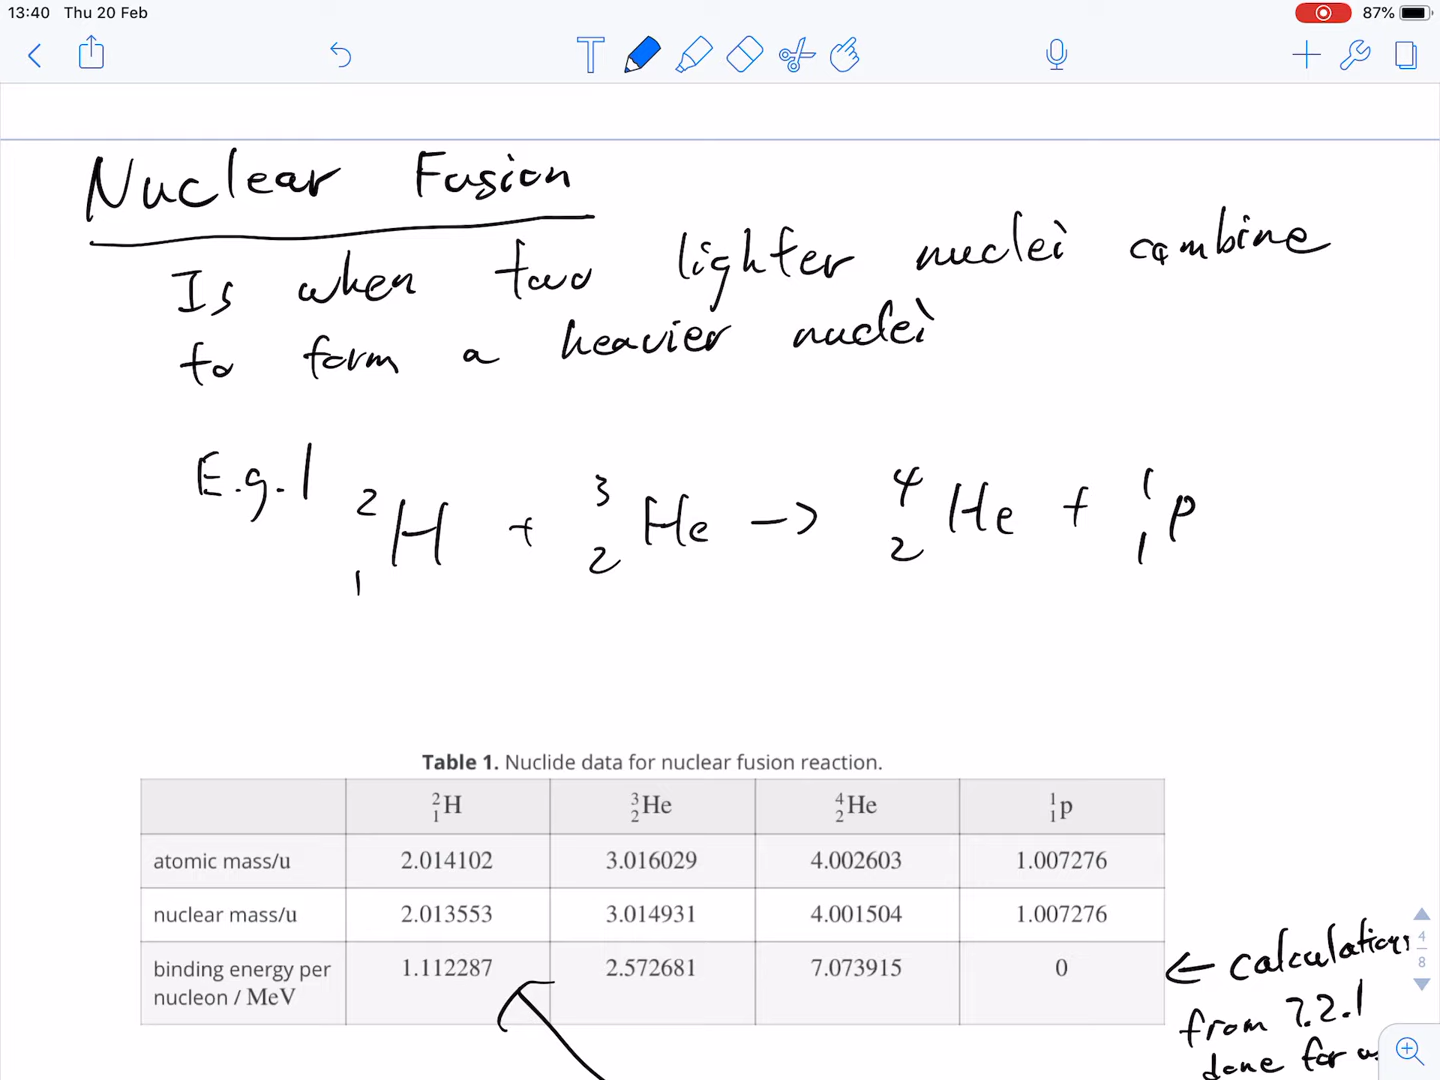 13:40 Thu 20 Feb
87%
T
Nuclear Fusion
Is when two lighter nuclei combine
to form a heavier nuclei
E.g.1 ²₁H + ³₂He -> ⁴₂He + ¹₁p
Table 1. Nuclide data for nuclear fusion reaction.
²₁H ³₂He ⁴₂He ¹₁p
atomic mass/u 2.014102 3.016029 4.002603 1.007276
nuclear mass/u 2.013553 3.014931 4.001504 1.007276
binding energy per
nucleon / MeV 1.112287 2.572681 7.073915 0
← calculations
from 7.2.1
done for
4
8